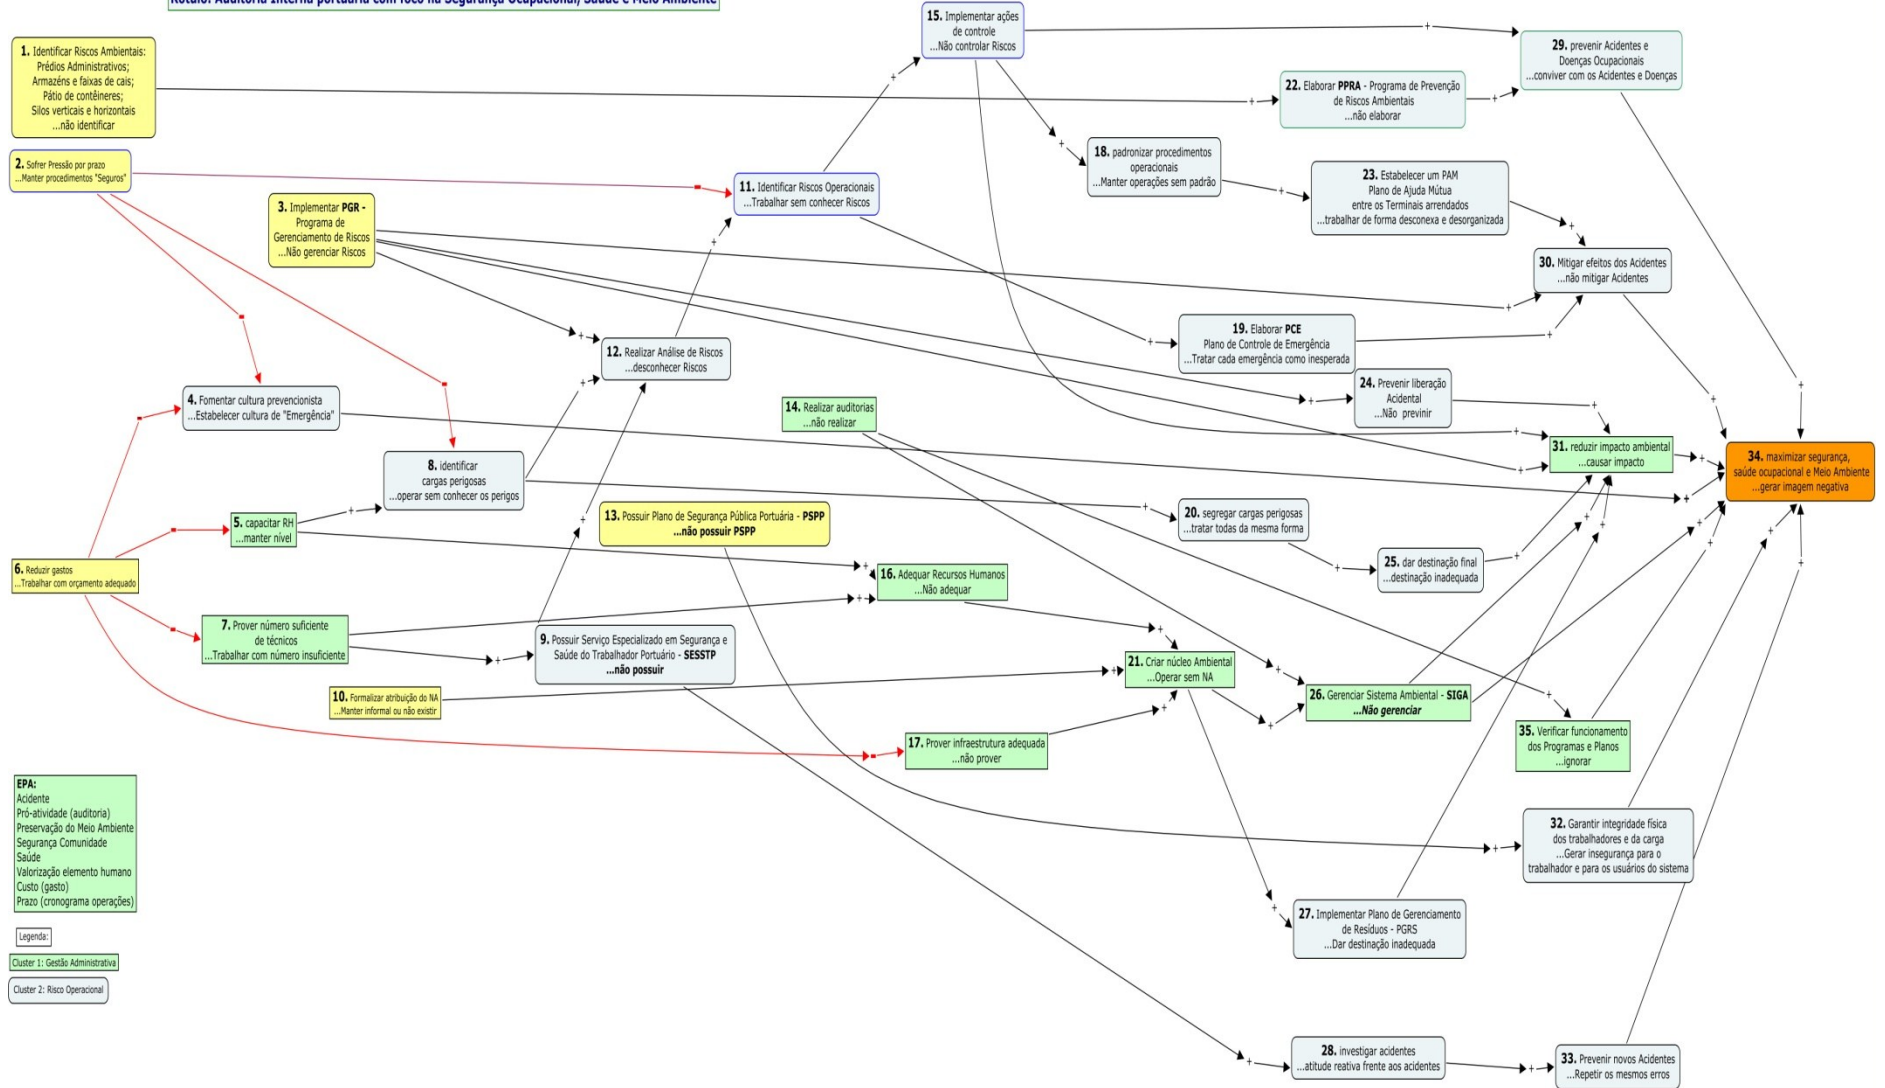 Rótulo: Auditoria Interna portuária com foco na Segurança Ocupacional, Saúde e Meio Ambiente
1. Identificar Riscos Ambientais:
Prédios Administrativos;
Armazéns e faixas de cais;
Pátio de contêineres;
Silos verticais e horizontais
...não identificar
2. Sofrer Pressão por prazo
...Manter procedimentos "Seguros"
3. Implementar PGR -
Programa de
Gerenciamento de Riscos
...Não gerenciar Riscos
4. Fomentar cultura prevencionista
...Estabelecer cultura de "Emergência"
5. capacitar RH
...manter nível
6. Reduzir gastos
...Trabalhar com orçamento adequado
7. Prover número suficiente
de técnicos
...Trabalhar com número insuficiente
8. identificar
cargas perigosas
...operar sem conhecer os perigos
9. Possuir Serviço Especializado em Segurança e
Saúde do Trabalhador Portuário - SESSTP
...não possuir
10. Formalizar atribuição do NA
...Manter informal ou não existir
11. Identificar Riscos Operacionais
...Trabalhar sem conhecer Riscos
12. Realizar Análise de Riscos
...desconhecer Riscos
13. Possuir Plano de Segurança Pública Portuária - PSPP
...não possuir PSPP
14. Realizar auditorias
...não realizar
15. Implementar ações
de controle
...Não controlar Riscos
16. Adequar Recursos Humanos
...Não adequar
17. Prover infraestrutura adequada
...não prover
18. padronizar procedimentos
operacionais
...Manter operações sem padrão
19. Elaborar PCE
Plano de Controle de Emergência
...Tratar cada emergência como inesperada
20. segregar cargas perigosas
...tratar todas da mesma forma
21. Criar núcleo Ambiental
...Operar sem NA
22. Elaborar PPRA - Programa de Prevenção
de Riscos Ambientais
...não elaborar
23. Estabelecer um PAM
Plano de Ajuda Mútua
entre os Terminais arrendados
...trabalhar de forma desconexa e desorganizada
24. Prevenir liberação
Acidental
...Não previnir
25. dar destinação final
...destinação inadequada
26. Gerenciar Sistema Ambiental - SIGA
...Não gerenciar
27. Implementar Plano de Gerenciamento
de Resíduos - PGRS
...Dar destinação inadequada
28. investigar acidentes
...atitude reativa frente aos acidentes
29. prevenir Acidentes e
Doenças Ocupacionais
...conviver com os Acidentes e Doenças
30. Mitigar efeitos dos Acidentes
...não mitigar Acidentes
31. reduzir impacto ambiental
...causar impacto
32. Garantir integridade física
dos trabalhadores e da carga
...Gerar insegurança para o
trabalhador e para os usuários do sistema
33. Prevenir novos Acidentes
...Repetir os mesmos erros
34. maximizar segurança,
saúde ocupacional e Meio Ambiente
...gerar imagem negativa
35. Verificar funcionamento
dos Programas e Planos
...ignorar
EPA:
Acidente
Pró-atividade (auditoria)
Preservação do Meio Ambiente
Segurança Comunidade
Saúde
Valorização elemento humano
Custo (gasto)
Prazo (cronograma operações)
Legenda:
Cluster 1: Gestão Administrativa
Cluster 2: Risco Operacional